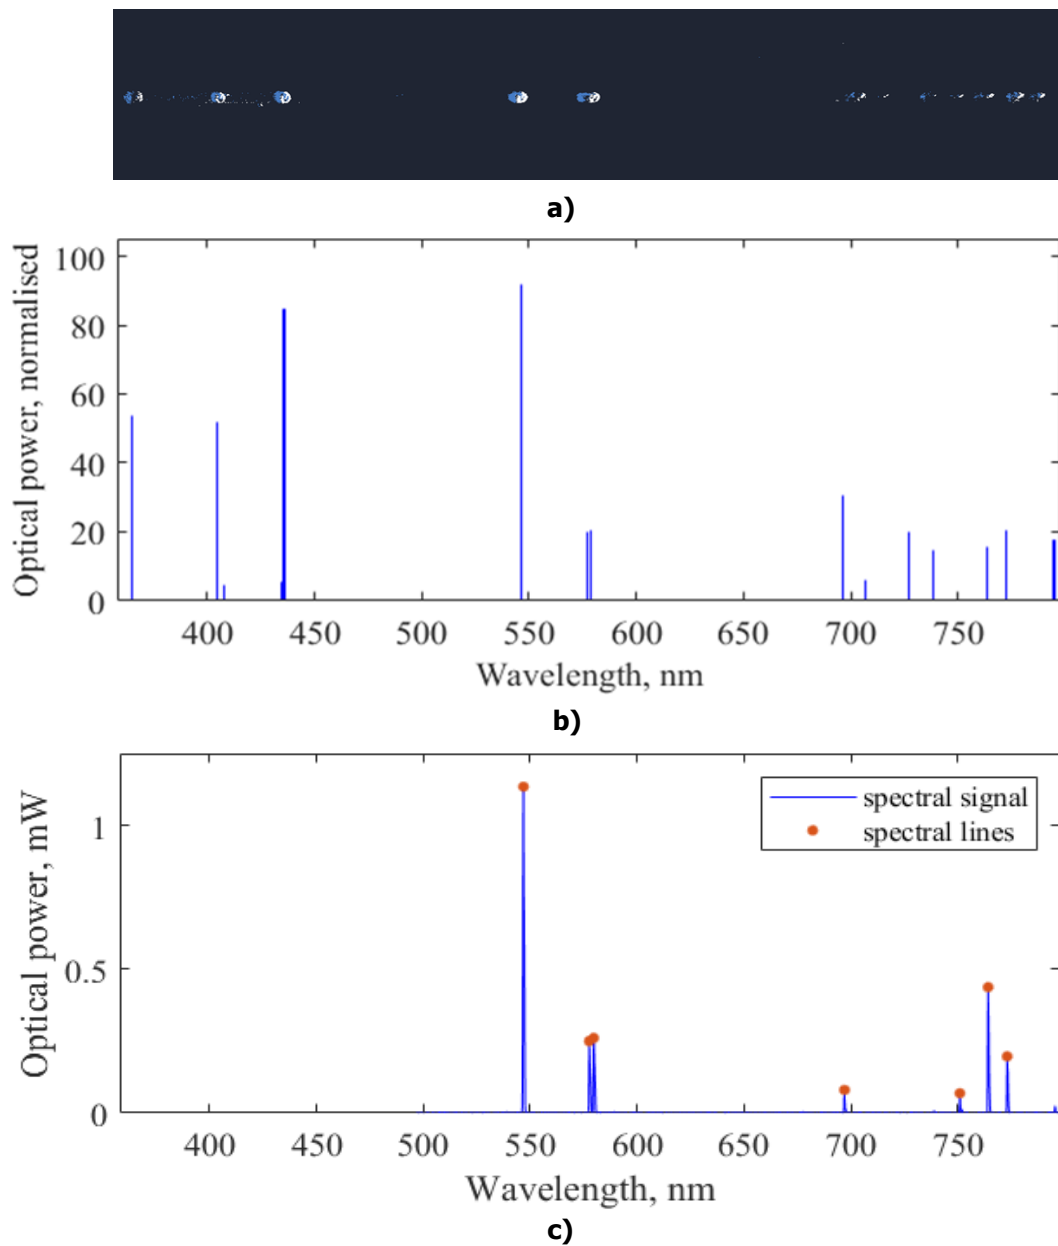 a)
Optical power, normalised
100
80
60
40
20
0
400 450 500 550 600 650 700 750
Wavelength, nm
b)
Optical power, mW
1
0.5
0
spectral signal
spectral lines
400 450 500 550 600 650 700 750
Wavelength, nm
c)